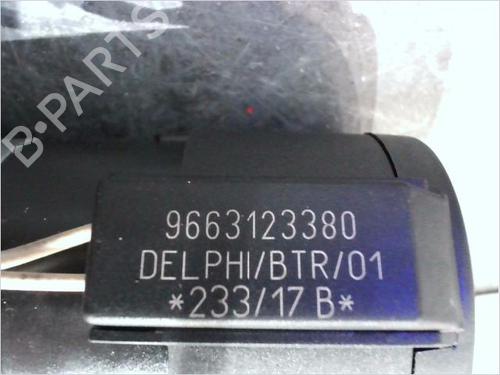 B-PARTS
9663123380
DELPHI/BTR/01
*233/17 B*